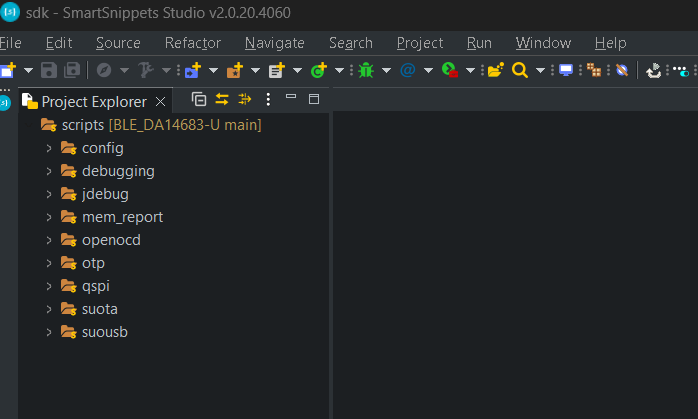 sdk - SmartSnippets Studio v2.0.20.4060
File Edit Source Refactor Navigate Search Project Run Window Help
Project Explorer
scripts [BLE_DA14683-U main]
config
debugging
jdebug
mem_report
openocd
otp
qspi
suota
suousb